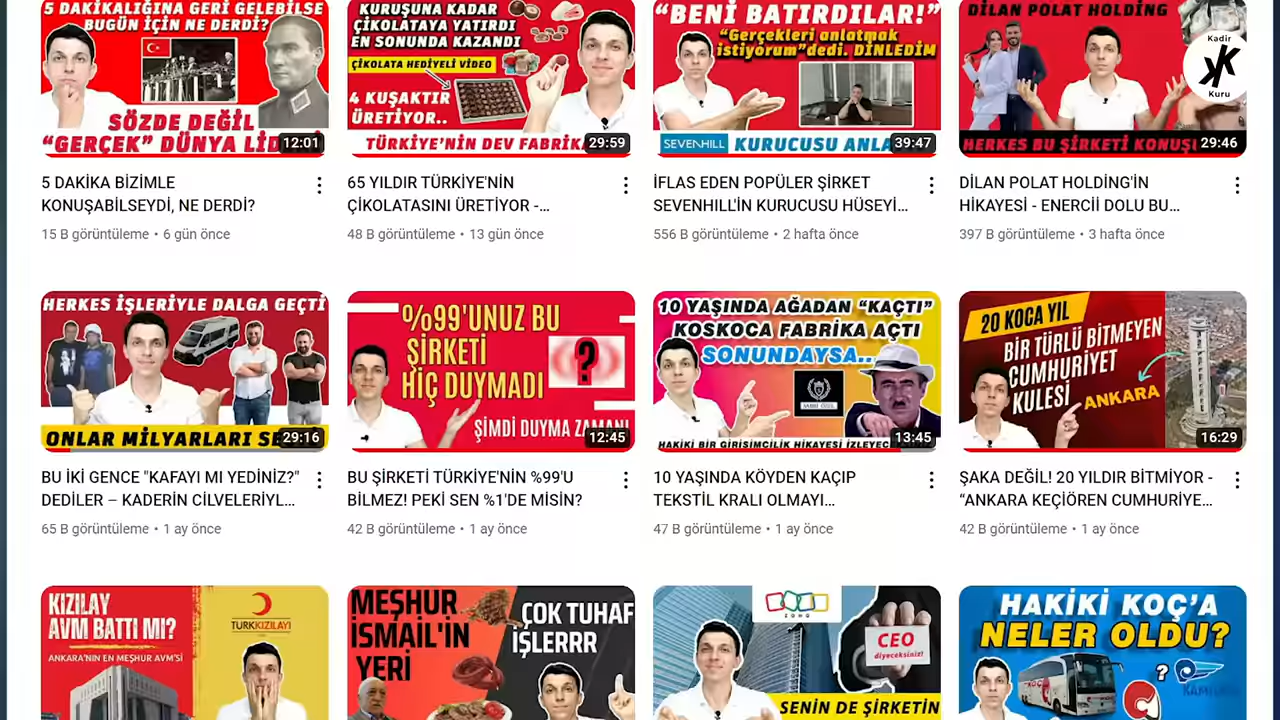 5 DAKİKALIĞINA GERİ GELEBİLSE
BUGÜN İÇİN NE DERDİ?
SÖZDE DEĞİL
"GERÇEK" DÜNYA
12:01
5 DAKİKA BİZİMLE
KONUŞABİLSEYDİ, NE DERDİ?
15 B görüntüleme • 6 gün önce
KURUŞUNA KADAR
ÇİKOLATAYA YATIRDI
EN SONUNDA KAZANDI
ÇİKOLATA HEDİYELİ VİDEO
4 KUŞAKTIR
ÜRETİYOR..
TÜRKİYE'NİN DEV
29:59
65 YILDIR TÜRKİYE'NİN
ÇİKOLATASINI ÜRETİYOR -...
48 B görüntüleme • 13 gün önce
"BENİ BATIRDILAR!"
"Gerçekleri anlatmak
istiyorum"dedi. DİNLEDİM
SEVENHILL KURUCUSU
39:47
İFLAS EDEN POPÜLER ŞİRKET
SEVENHILL'İN KURUCUSU HÜSEYİ...
556 B görüntüleme • 2 hafta önce
DİLAN POLAT HOLDİNG
Kadir
Kuru
HERKES BU ŞİRKETİ
29:46
DİLAN POLAT HOLDİNG'İN
HİKAYESİ - ENERCİİ DOLU BU...
397 B görüntüleme • 3 hafta önce
HERKES İŞLERİYLE DALGA GEÇTİ
ONLAR MİLYARLARI
29:16
BU İKİ GENCE "KAFAYI MI YEDİNİZ?"
DEDİLER – KADERİN CİLVELERİYL...
65 B görüntüleme • 1 ay önce
%99'UNUZ BU
ŞİRKETİ
HİÇ DUYMADI
?
ŞİMDİ DUYMA ZAMANI
12:45
BU ŞİRKETİ TÜRKİYE'NİN %99'U
BİLMEZ! PEKİ SEN %1'DE MİSİN?
42 B görüntüleme • 1 ay önce
10 YAŞINDA AĞADAN "KAÇTI"
KOSKOCA FABRİKA AÇTI
SONUNDAYSA..
HAKİKİ BİR GİRİŞİMCİLİK HİKAYESİ
13:45
10 YAŞINDA KÖYDEN KAÇIP
TEKSTİL KRALI OLMAYI...
47 B görüntüleme • 1 ay önce
20 KOCA YIL
BİR TÜRLÜ BİTMEYEN
CUMHURİYET
KULESİ
ANKARA
16:29
ŞAKA DEĞİL! 20 YILDIR BİTMİYOR -
"ANKARA KEÇİÖREN CUMHURİYE...
42 B görüntüleme • 1 ay önce
KIZILAY
AVM BATTI MI?
ANKARA'NIN EN MEŞHUR AVM'Sİ
TÜRKKIZILAYI
MEŞHUR
İSMAİL'İN
YERİ
ÇOK TUHAF
İŞLERRR
ZOHO
CEO
diyeceksiniz!
SENİN DE ŞİRKETİN
HAKİKİ KOÇ'A
NELER OLDU?
?